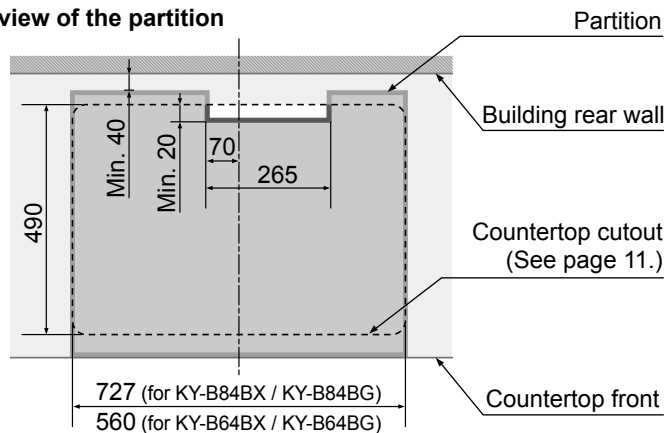 view of the partition
Partition
Building rear wall
Min. 40
Min. 20
70
265
490
Countertop cutout
(See page 11.)
727 (for KY-B84BX / KY-B84BG)
560 (for KY-B64BX / KY-B64BG)
Countertop front